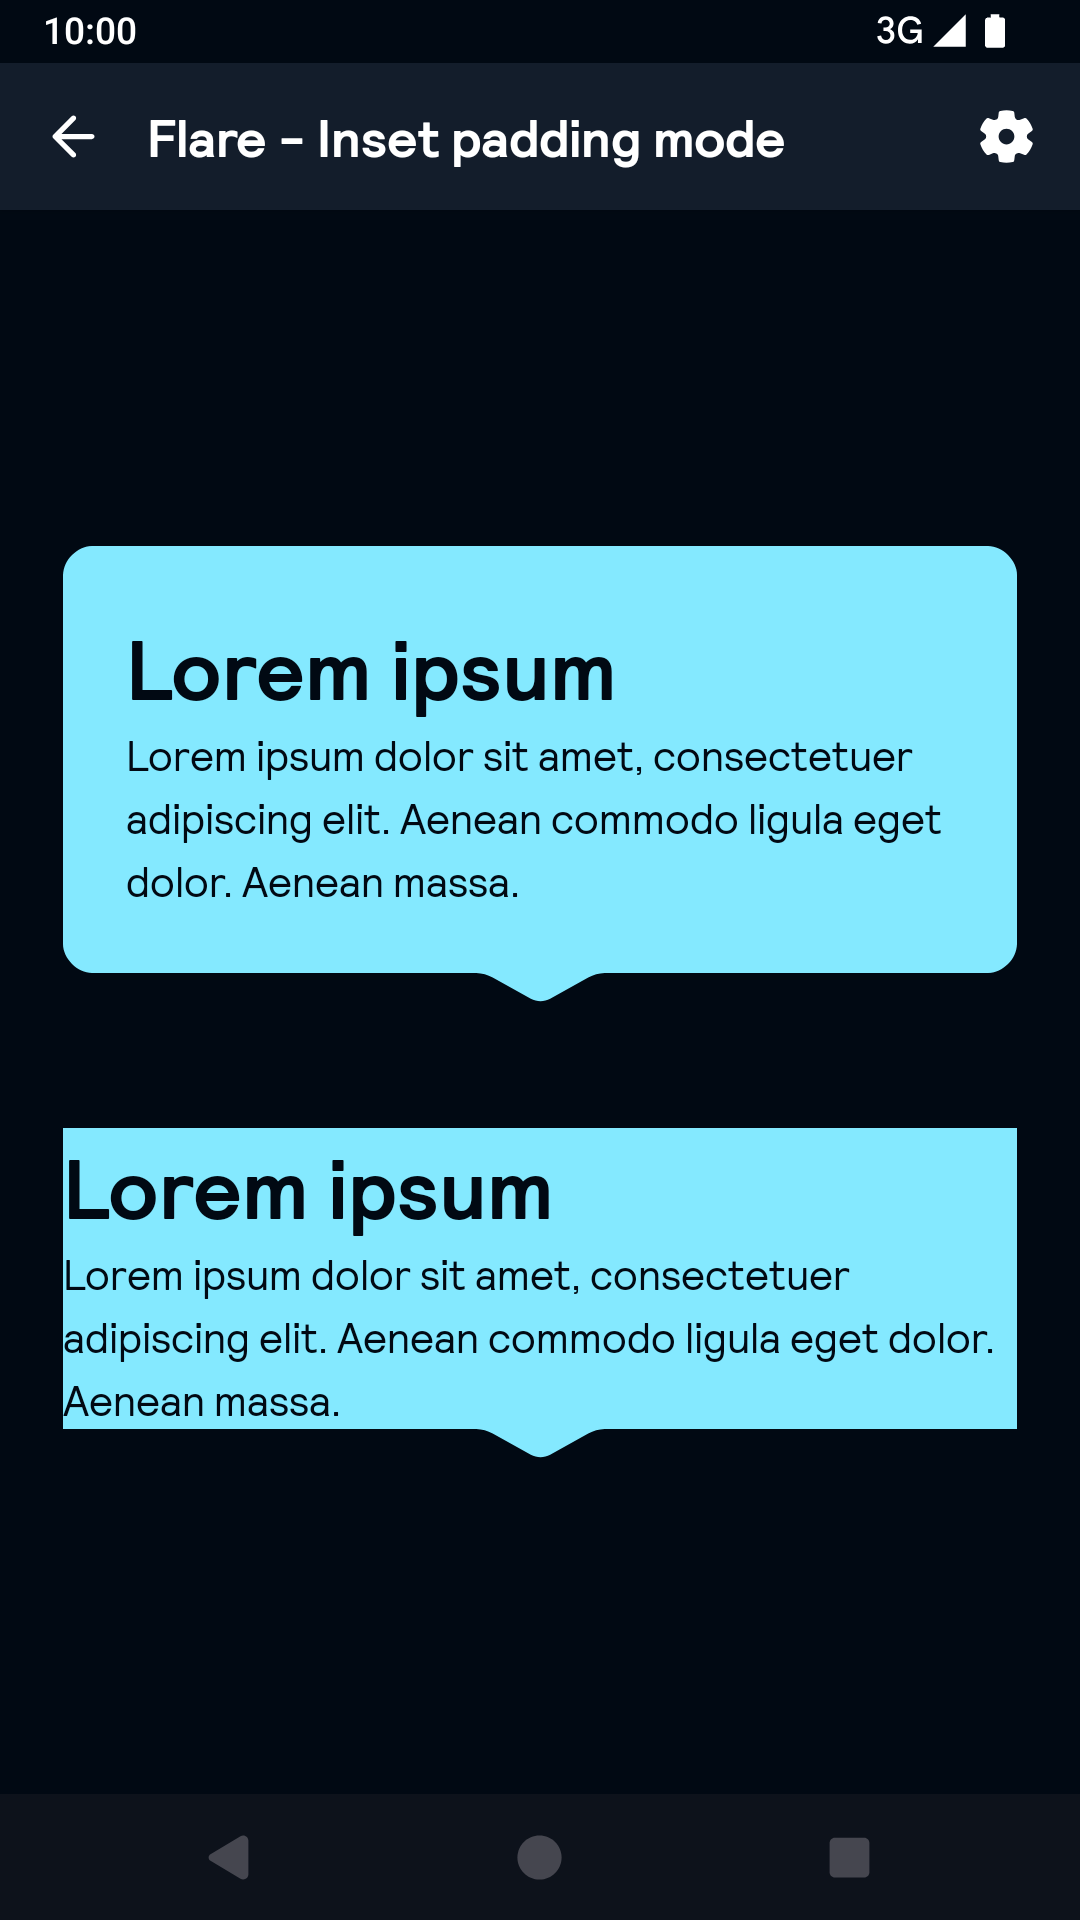 10:00
3G
Flare - Inset padding mode
Lorem ipsum
Lorem ipsum dolor sit amet, consectetuer
adipiscing elit. Aenean commodo ligula eget
dolor. Aenean massa.
Lorem ipsum
Lorem ipsum dolor sit amet, consectetuer
adipiscing elit. Aenean commodo ligula eget dolor.
Aenean massa.